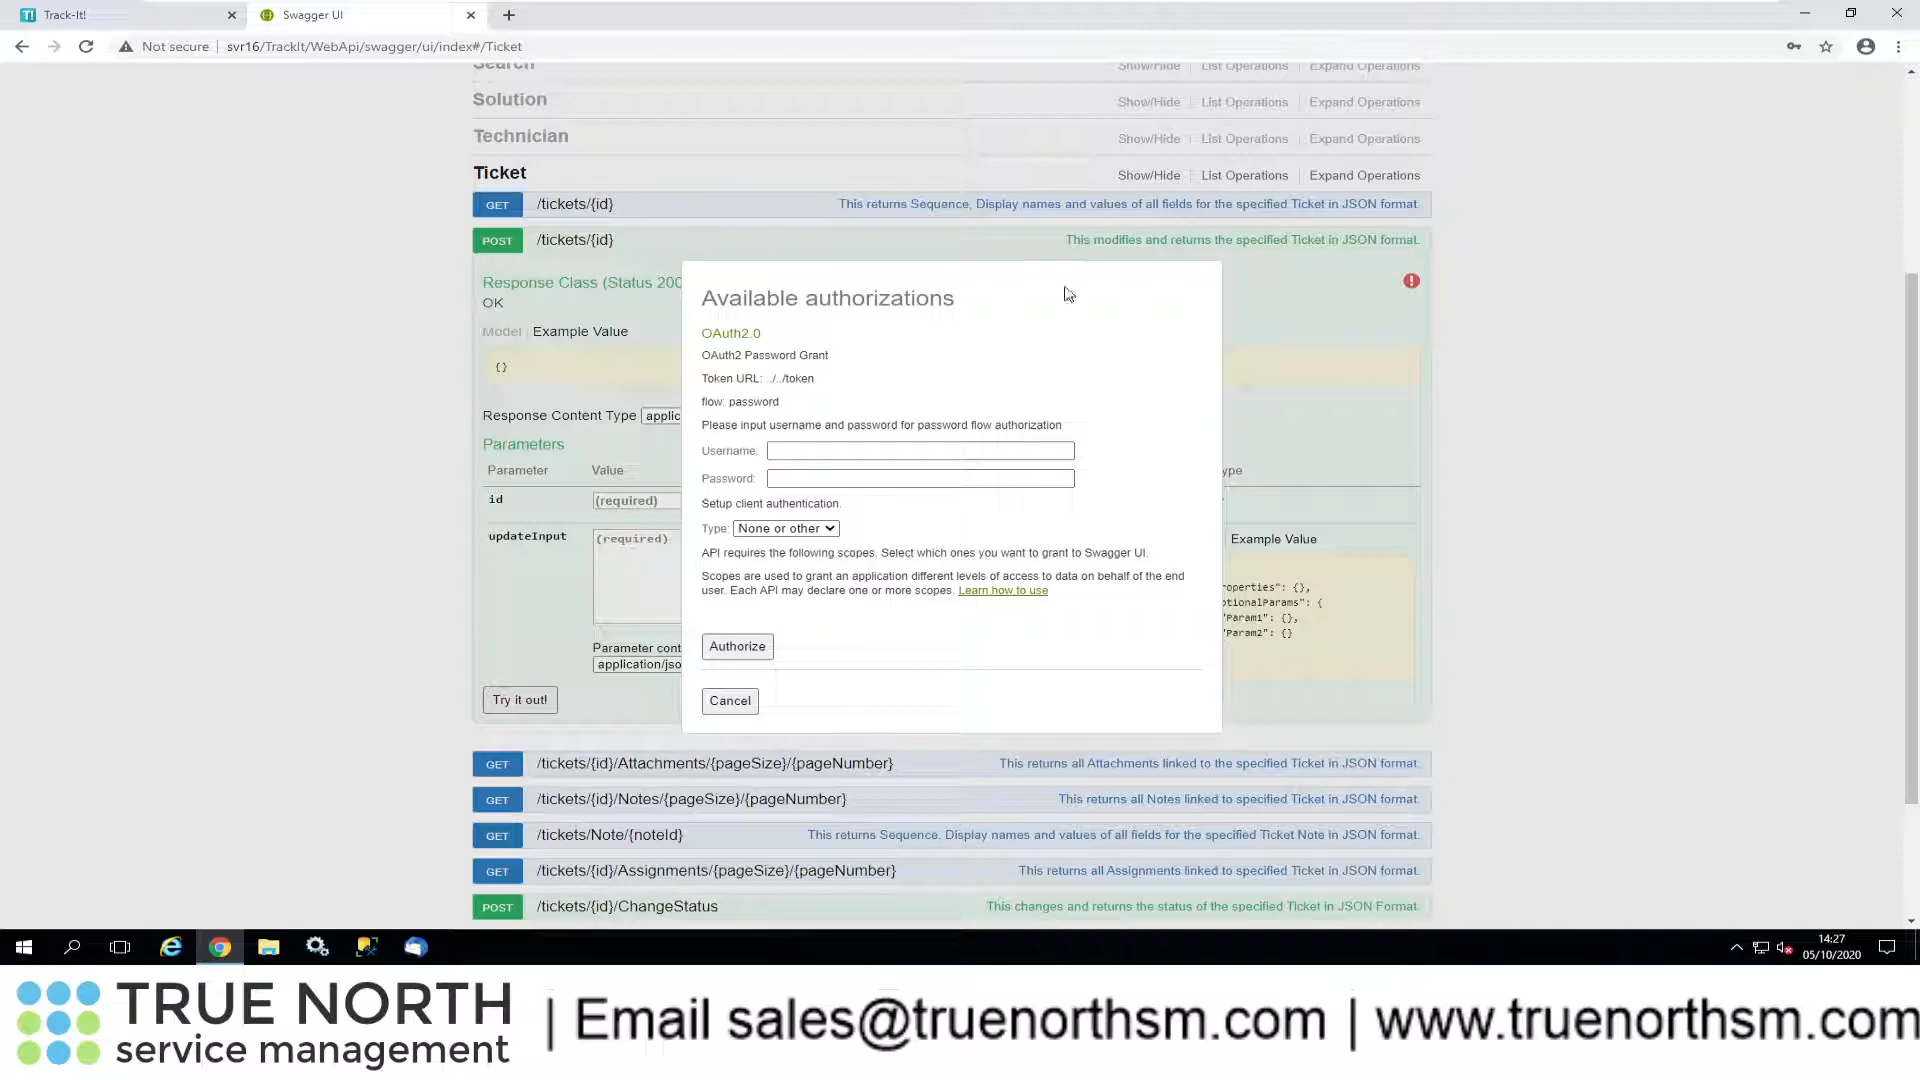 Track-It!
Swagger UI
Not secure | svr16/TrackIt/WebApi/swagger/ui/index#/Ticket
Search Show/Hide List Operations Expand Operations
Solution Show/Hide List Operations Expand Operations
Technician Show/Hide List Operations Expand Operations
Ticket Show/Hide List Operations Expand Operations
GET /tickets/{id} This returns Sequence, Display names and values of all fields for the specified Ticket in JSON format.
POST /tickets/{id} This modifies and returns the specified Ticket in JSON format.
Response Class (Status 200
OK
Model Example Value
{}
Response Content Type applic
Parameters
Parameter Value
id (required)
updateInput (required)
Parameter cont
application/jso
Try it out!
Available authorizations
OAuth2.0
OAuth2 Password Grant
Token URL: ../../token
flow: password
Please input username and password for password flow authorization
Username:
Password:
Setup client authentication.
Type: None or other
API requires the following scopes. Select which ones you want to grant to Swagger UI.
Scopes are used to grant an application different levels of access to data on behalf of the end
user. Each API may declare one or more scopes. Learn how to use
Authorize
Cancel
ype
Example Value
roperties": {},
tionalParams": {
"Param1": {},
"Param2": {}
GET /tickets/{id}/Attachments/{pageSize}/{pageNumber} This returns all Attachments linked to the specified Ticket in JSON format.
GET /tickets/{id}/Notes/{pageSize}/{pageNumber} This returns all Notes linked to specified Ticket in JSON format.
GET /tickets/Note/{noteId} This returns Sequence, Display names and values of all fields for the specified Ticket Note in JSON format.
GET /tickets/{id}/Assignments/{pageSize}/{pageNumber} This returns all Assignments linked to specified Ticket in JSON format.
POST /tickets/{id}/ChangeStatus This changes and returns the status of the specified Ticket in JSON Format.
14:27
05/10/2020
TRUE NORTH
service management
| Email sales@truenorthsm.com | www.truenorthsm.com